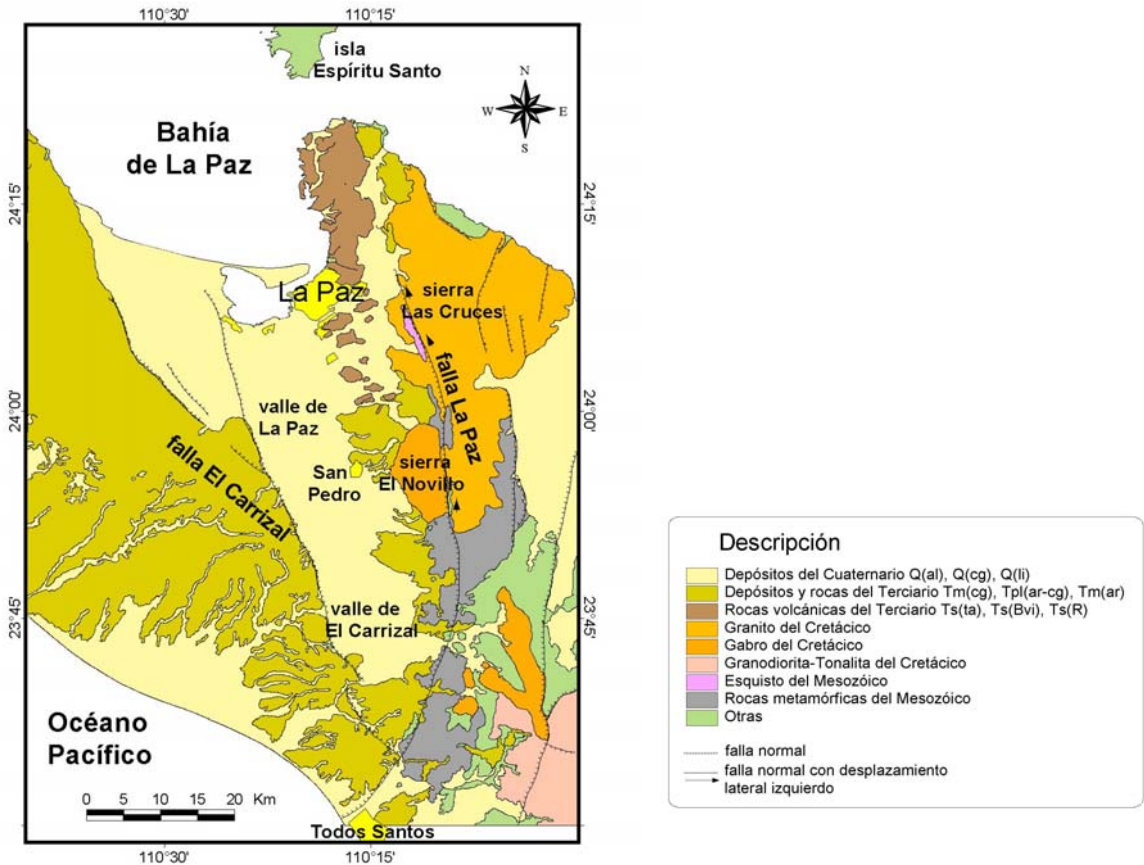 110°30' 110°15'
isla
Espíritu Santo
N
W E
S
Bahía
de La Paz
24°15' 24°15'
La Paz
sierra
Las Cruces
falla La Paz
24°00' 24°00'
valle de
La Paz
falla El Carrizal
San
Pedro
sierra
El Novillo
23°45' 23°45'
valle de
El Carrizal
Océano
Pacífico
0 5 10 15 20 Km
Todos Santos
110°30' 110°15'
Descripción
Depósitos del Cuaternario Q(al), Q(cg), Q(li)
Depósitos y rocas del Terciario Tm(cg), Tpl(ar-cg), Tm(ar)
Rocas volcánicas del Terciario Ts(ta), Ts(Bvi), Ts(R)
Granito del Cretácico
Gabro del Cretácico
Granodiorita-Tonalita del Cretácico
Esquisto del Mesozóico
Rocas metamórficas del Mesozóico
Otras
falla normal
falla normal con desplazamiento
lateral izquierdo